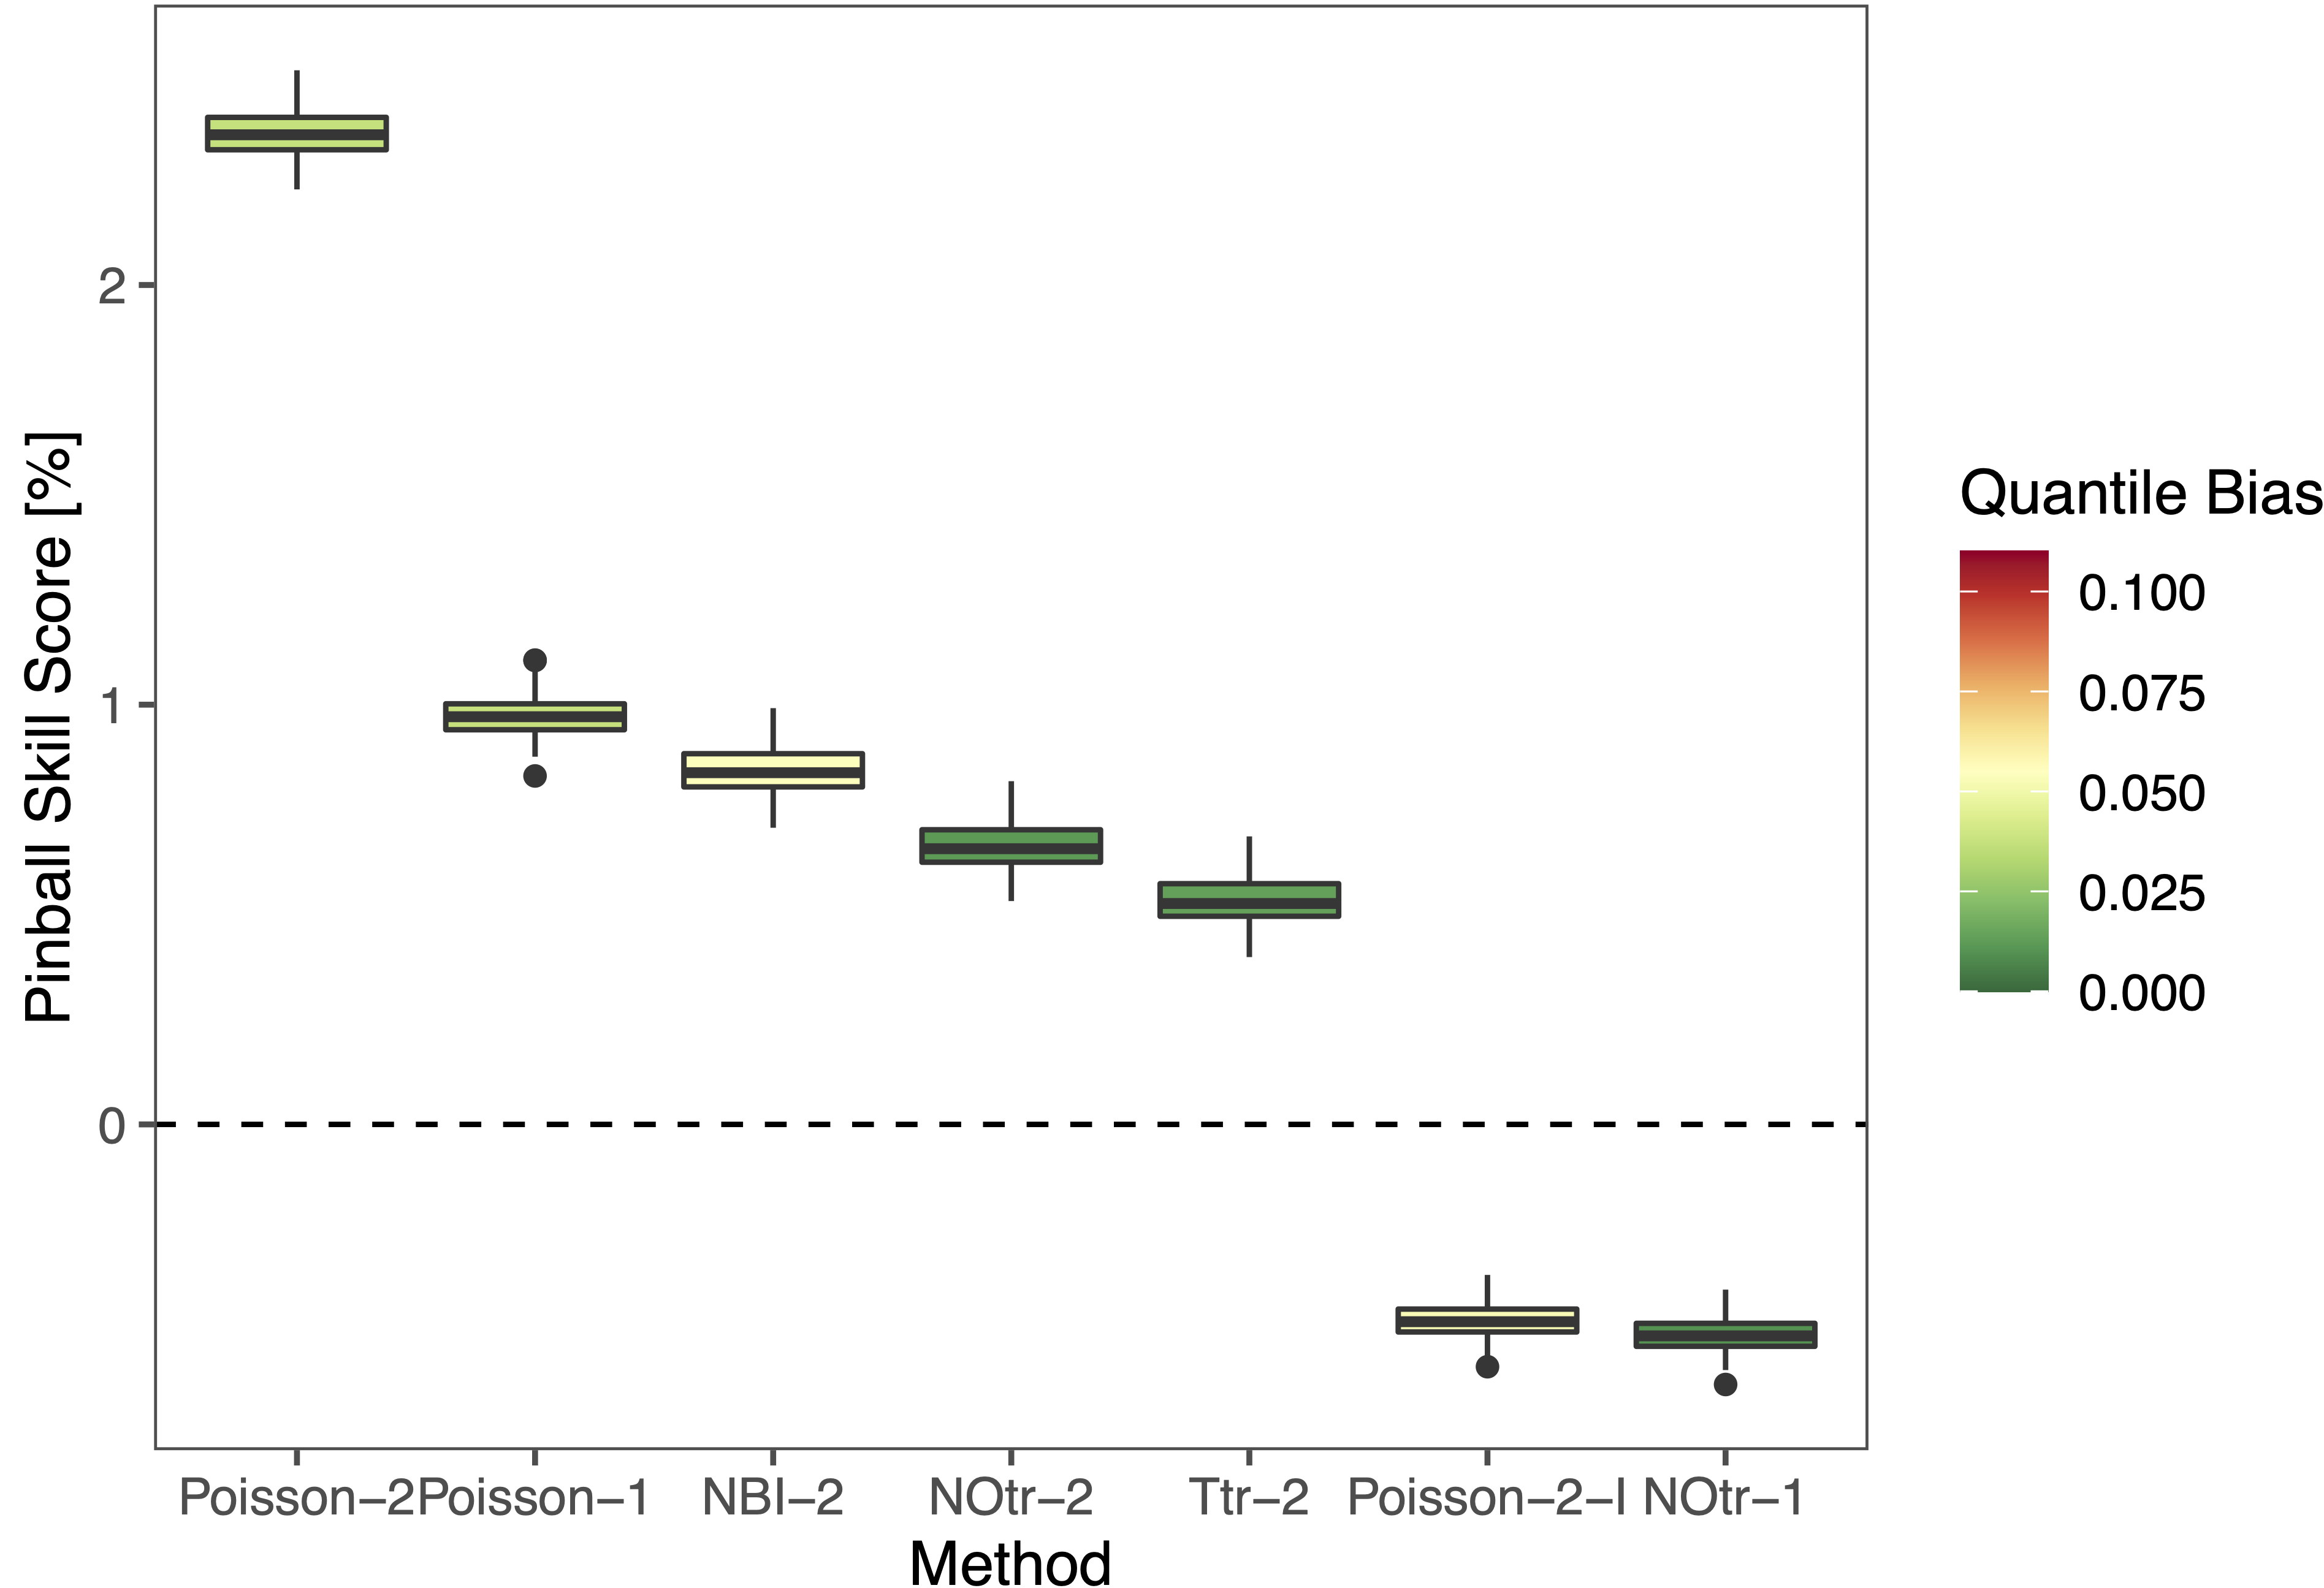 Pinball Skill Score [%]
2
1
0
Poisson−2 Poisson−1 NBI−2 NOtr−2 Ttr−2 Poisson−2−I NOtr−1
Method
Quantile Bias
0.100
0.075
0.050
0.025
0.000